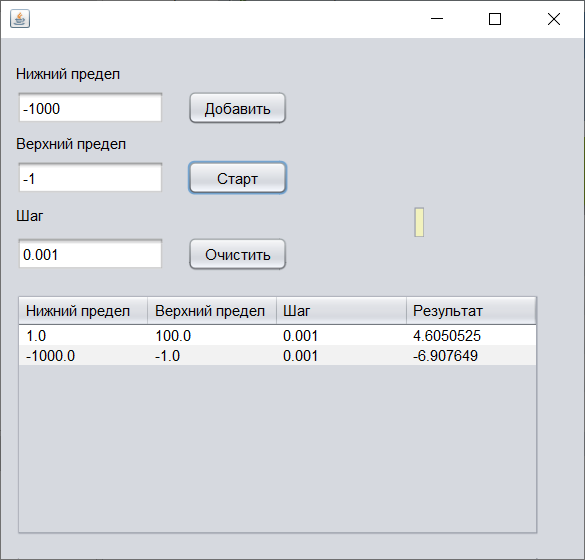 Нижний предел
-1000 Добавить
Верхний предел
-1 Старт
Шаг
0.001 Очистить
Нижний предел Верхний предел Шаг Результат
1.0 100.0 0.001 4.6050525
-1000.0 -1.0 0.001 -6.907649